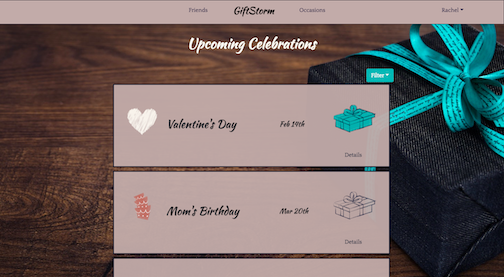 Friends GiftStorm Occasions Rachel
Upcoming Celebrations
Filter
Valentine's Day Feb 14th
Details
Mom's Birthday Mar 20th
Details